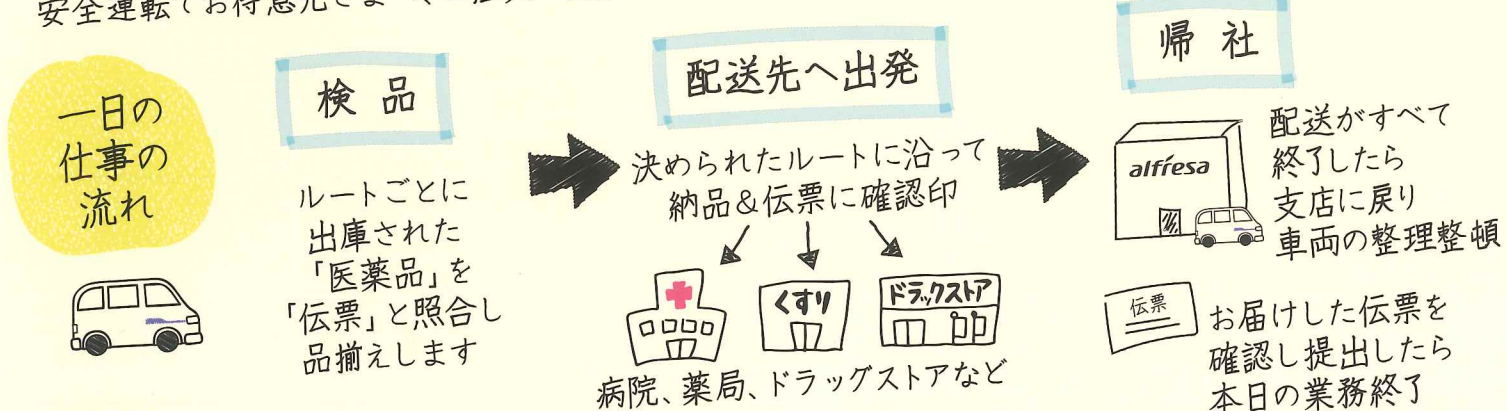 安全運転でお得意先さま
一日の
仕事の
流れ
検品
ルートごとに
出庫された
「医薬品」を
「伝票」と照合し
品揃えします
配送先へ出発
決められたルートに沿って
納品&伝票に確認印
くすり
ドラッグストア
病院、薬局、ドラッグストアなど
帰社
alfresa
配送がすべて
終了したら
支店に戻り
車両の整理整頓
伝票
お届けした伝票を
確認し提出したら
本日の業務終了